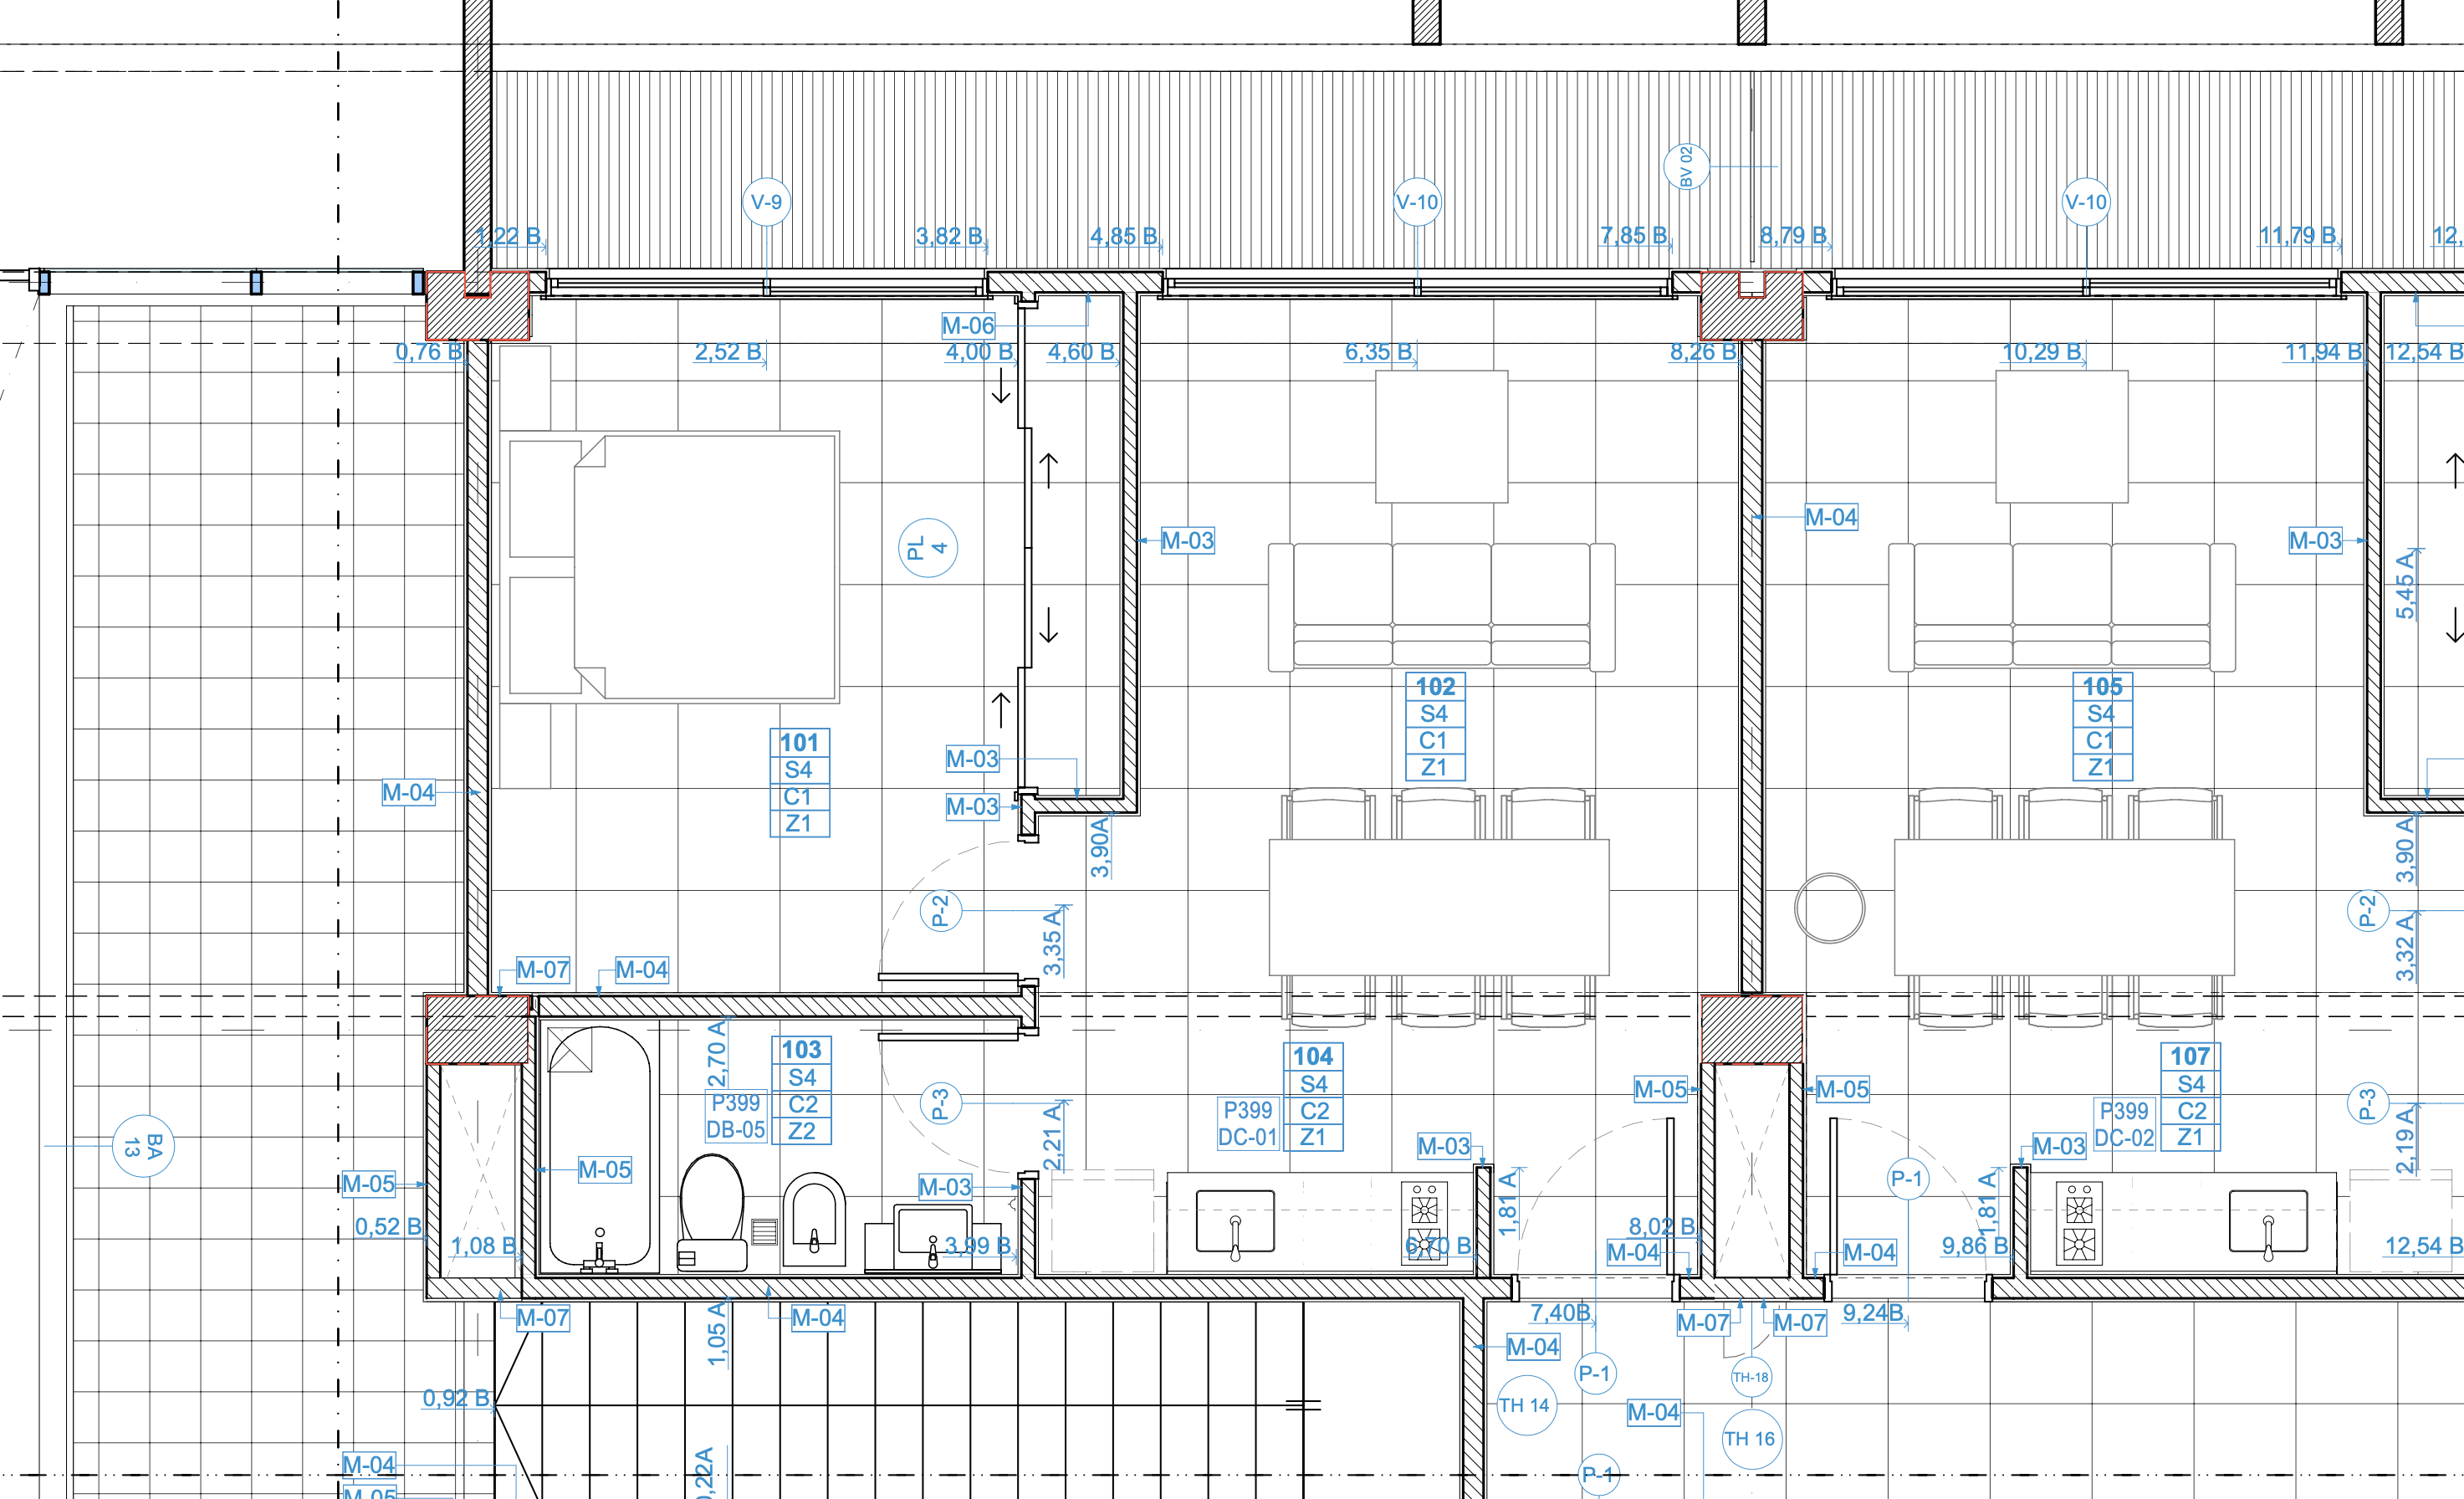 BV 02
V-9
V-10
V-10
1,22 B
3,82 B
4,85 B
7,85 B
8,79 B
11,79 B
12,
M-06
0,76 B
2,52 B
4,00 B
4,60 B
6,35 B
8,26 B
10,29 B
11,94 B
12,54 B
PL
4
M-03
M-04
M-03
5,45 A
101
S4
C1
Z1
102
S4
C1
Z1
105
S4
C1
Z1
M-04
M-03
M-03
3,90A
3,90 A
P-2
3,35 A
P-2
3,32 A
M-07
M-04
2,70 A
103
S4
C2
Z2
P399
DB-05
P-3
2,21 A
104
S4
C2
Z1
P399
DC-01
M-05
M-05
107
S4
C2
Z1
P399
DC-02
P-3
2,19 A
BA
13
M-05
M-05
M-03
M-03
1,81 A
P-1
1,81 A
M-03
0,52 B
1,08 B
3,99 B
6,70 B
8,02 B
M-04
M-04
9,86 B
12,54 B
M-07
1,05 A
M-04
7,40B
M-07
M-07
9,24B
M-04
P-1
TH-18
0,92 B
TH 14
M-04
TH 16
M-04
0,22A
P-1
M-05